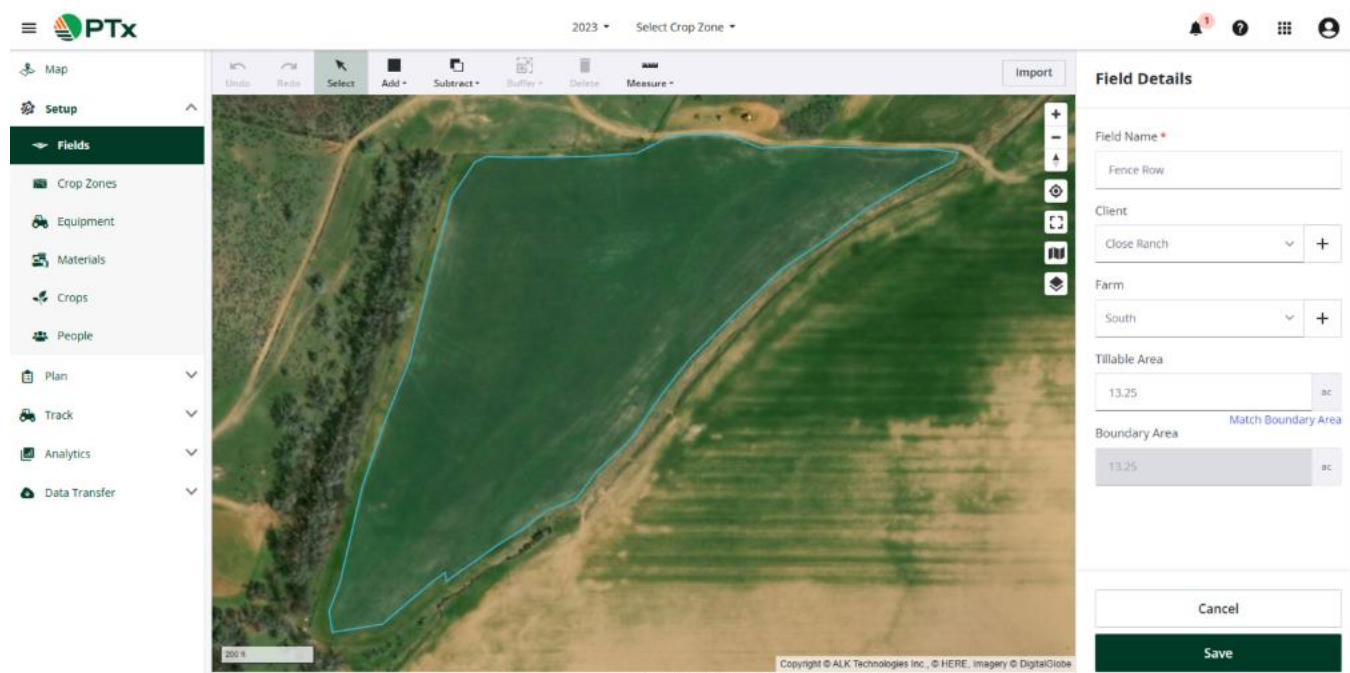 PTx
2023
Select Crop Zone
1
Map
Setup
Fields
Crop Zones
Equipment
Materials
Crops
People
Plan
Track
Analytics
Data Transfer
Undo
Redo
Select
Add
Subtract
Buffer
Delete
Measure
Import
200 ft
Copyright © ALK Technologies Inc., © HERE, Imagery © DigitalGlobe
Field Details
Field Name *
Fence Row
Client
Close Ranch
Farm
South
Tillable Area
13.25 ac
Match Boundary Area
Boundary Area
13.25 ac
Cancel
Save